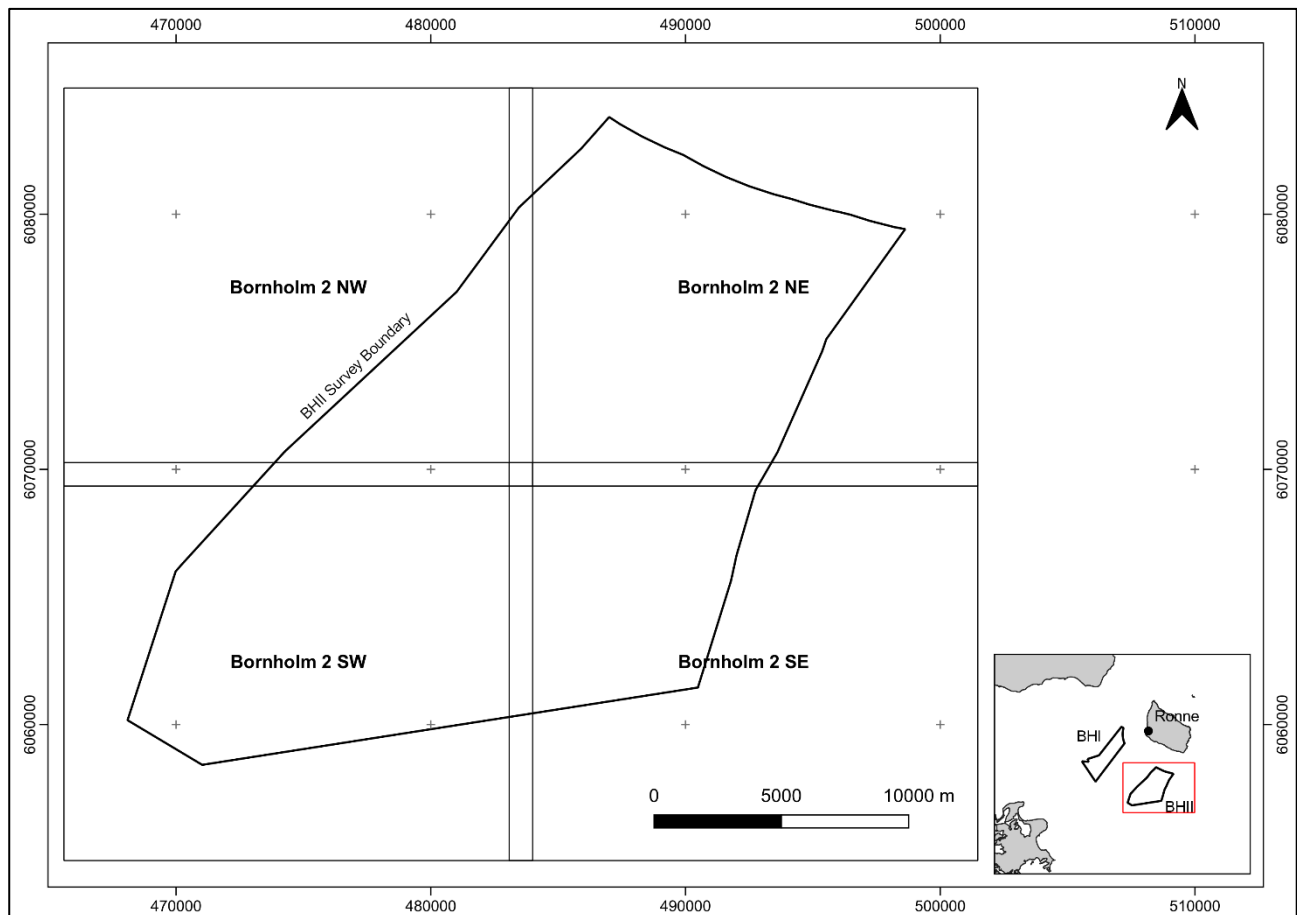 470000 480000 490000 500000 510000
N
6080000 6080000
Bornholm 2 NW Bornholm 2 NE
BHII Survey Boundary
6070000 6070000
Bornholm 2 SW Bornholm 2 SE
6060000 6060000
Ronne
BHI
BHII
0 5000 10000 m
470000 480000 490000 500000 510000